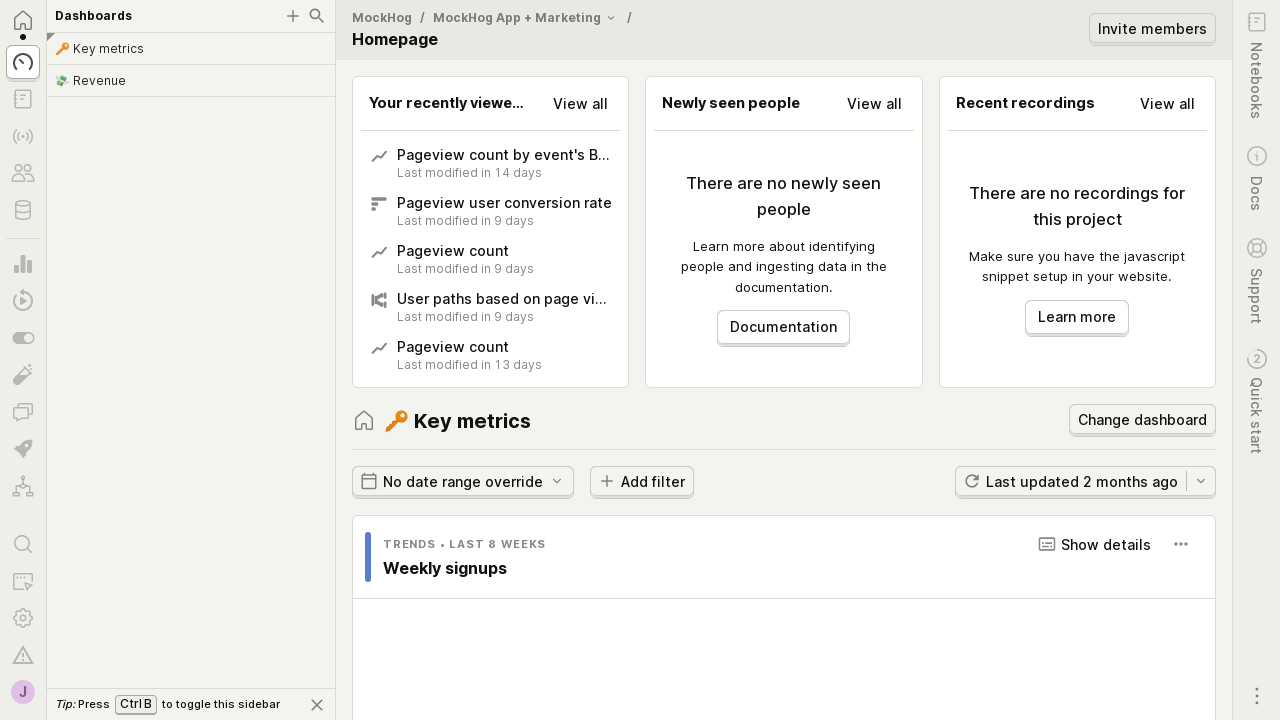 Dashboards
🔑 Key metrics
💸 Revenue
Tip: Press Ctrl B to toggle this sidebar
J
MockHog / MockHog App + Marketing /
Homepage
Invite members
Your recently viewe...
View all
Pageview count by event's B...
Last modified in 14 days
Pageview user conversion rate
Last modified in 9 days
Pageview count
Last modified in 9 days
User paths based on page vi...
Last modified in 9 days
Pageview count
Last modified in 13 days
Newly seen people
View all
There are no newly seen
people
Learn more about identifying
people and ingesting data in the
documentation.
Documentation
Recent recordings
View all
There are no recordings for
this project
Make sure you have the javascript
snippet setup in your website.
Learn more
🔑 Key metrics
Change dashboard
No date range override
Add filter
Last updated 2 months ago
TRENDS • LAST 8 WEEKS
Show details
Weekly signups
Notebooks
Docs
Support
2
Quick start